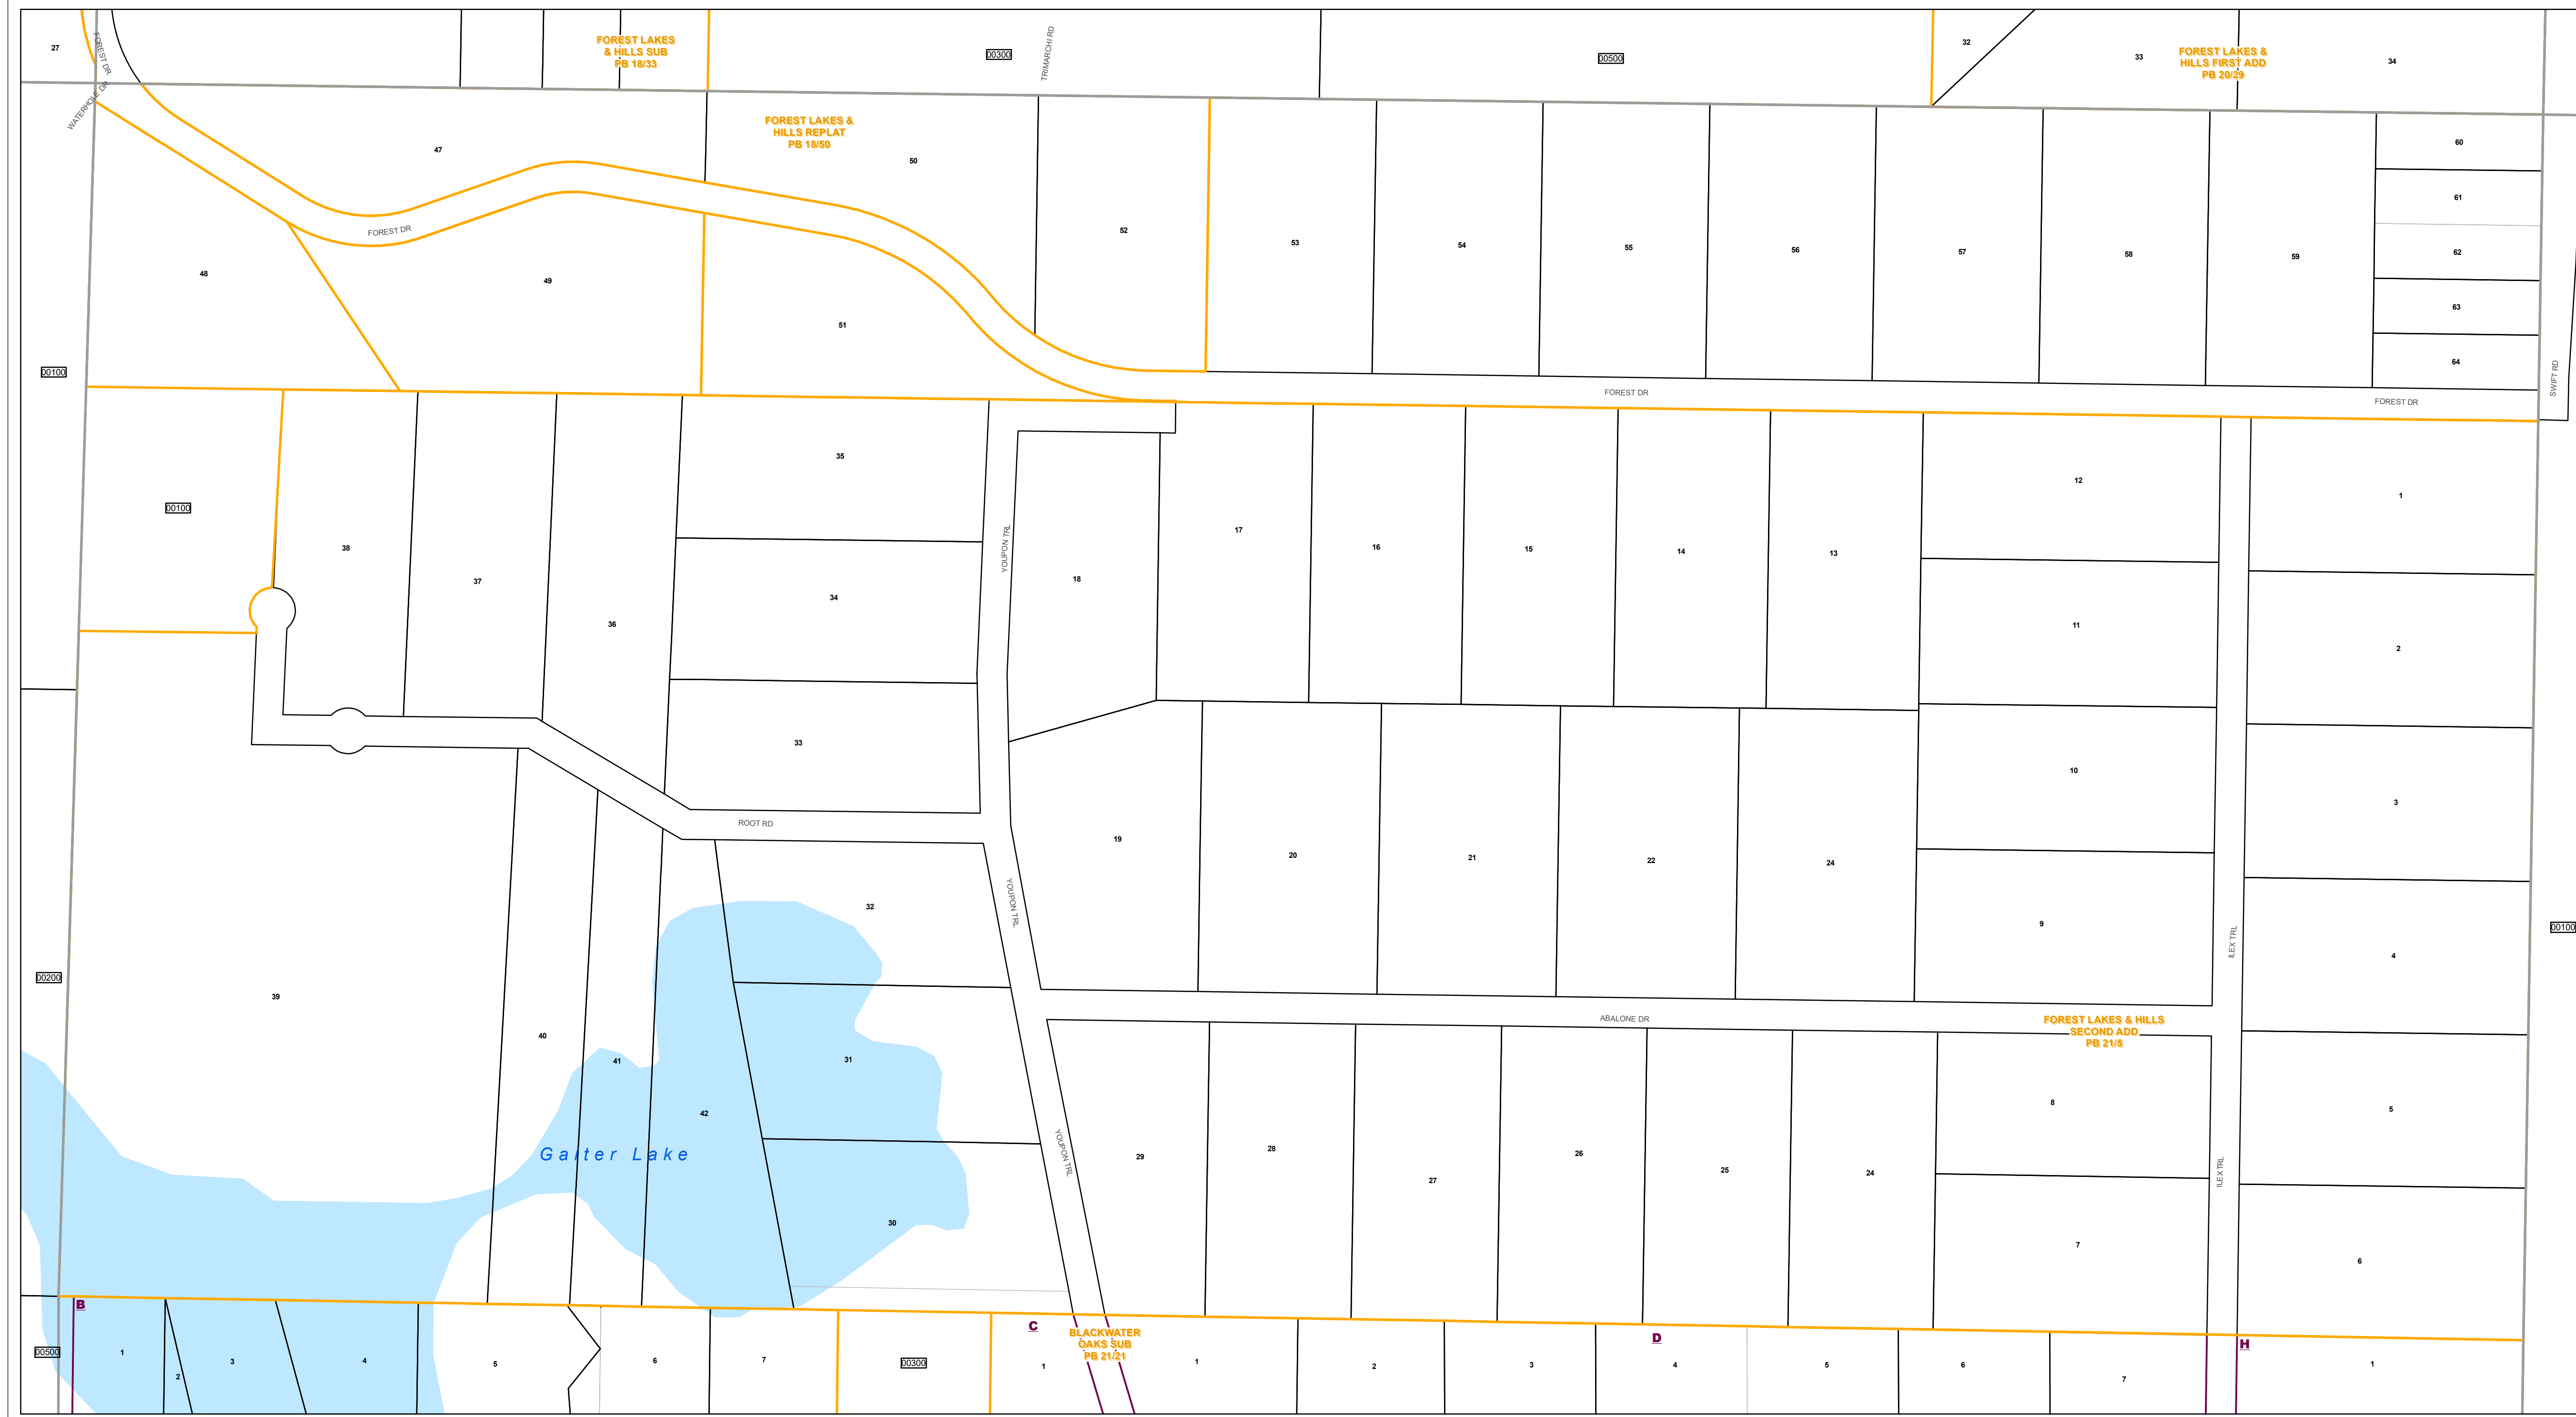 27
FOREST DR
FOREST LAKES
& HILLS SUB
PB 18/33
00300
TRIMARCHI RD
00500
32
33
FOREST LAKES &
HILLS FIRST ADD
PB 20/29
34
WATERHOLE DR
47
FOREST LAKES &
HILLS REPLAT
PB 18/50
50
60
61
62
63
64
FOREST DR
48
49
51
52
53
54
55
56
57
58
59
00100
SWIFT RD
FOREST DR
FOREST DR
00100
38
37
36
35
34
33
YOUPON TRL
18
17
16
15
14
13
12
11
10
9
1
2
3
4
5
6
ROOT RD
19
20
21
22
24
YOUPON TRL
32
31
30
00200
39
40
41
42
Gaiter Lake
ILEX TRL
00100
ABALONE DR
FOREST LAKES & HILLS
SECOND ADD
PB 21/5
YOUPON TRL
29
28
27
26
25
24
8
7
ILEX TRL
B
00500
1
2
3
4
5
6
7
00300
C
1
BLACKWATER
OAKS SUB
PB 21/21
1
2
3
D
4
5
6
7
H
1